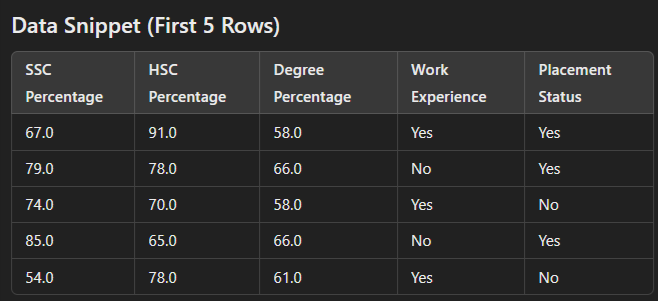 Data Snippet (First 5 Rows)
SSC HSC Degree Work Placement
Percentage Percentage Percentage Experience Status
67.0 91.0 58.0 Yes Yes
79.0 78.0 66.0 No Yes
74.0 70.0 58.0 Yes No
85.0 65.0 66.0 No Yes
54.0 78.0 61.0 Yes No